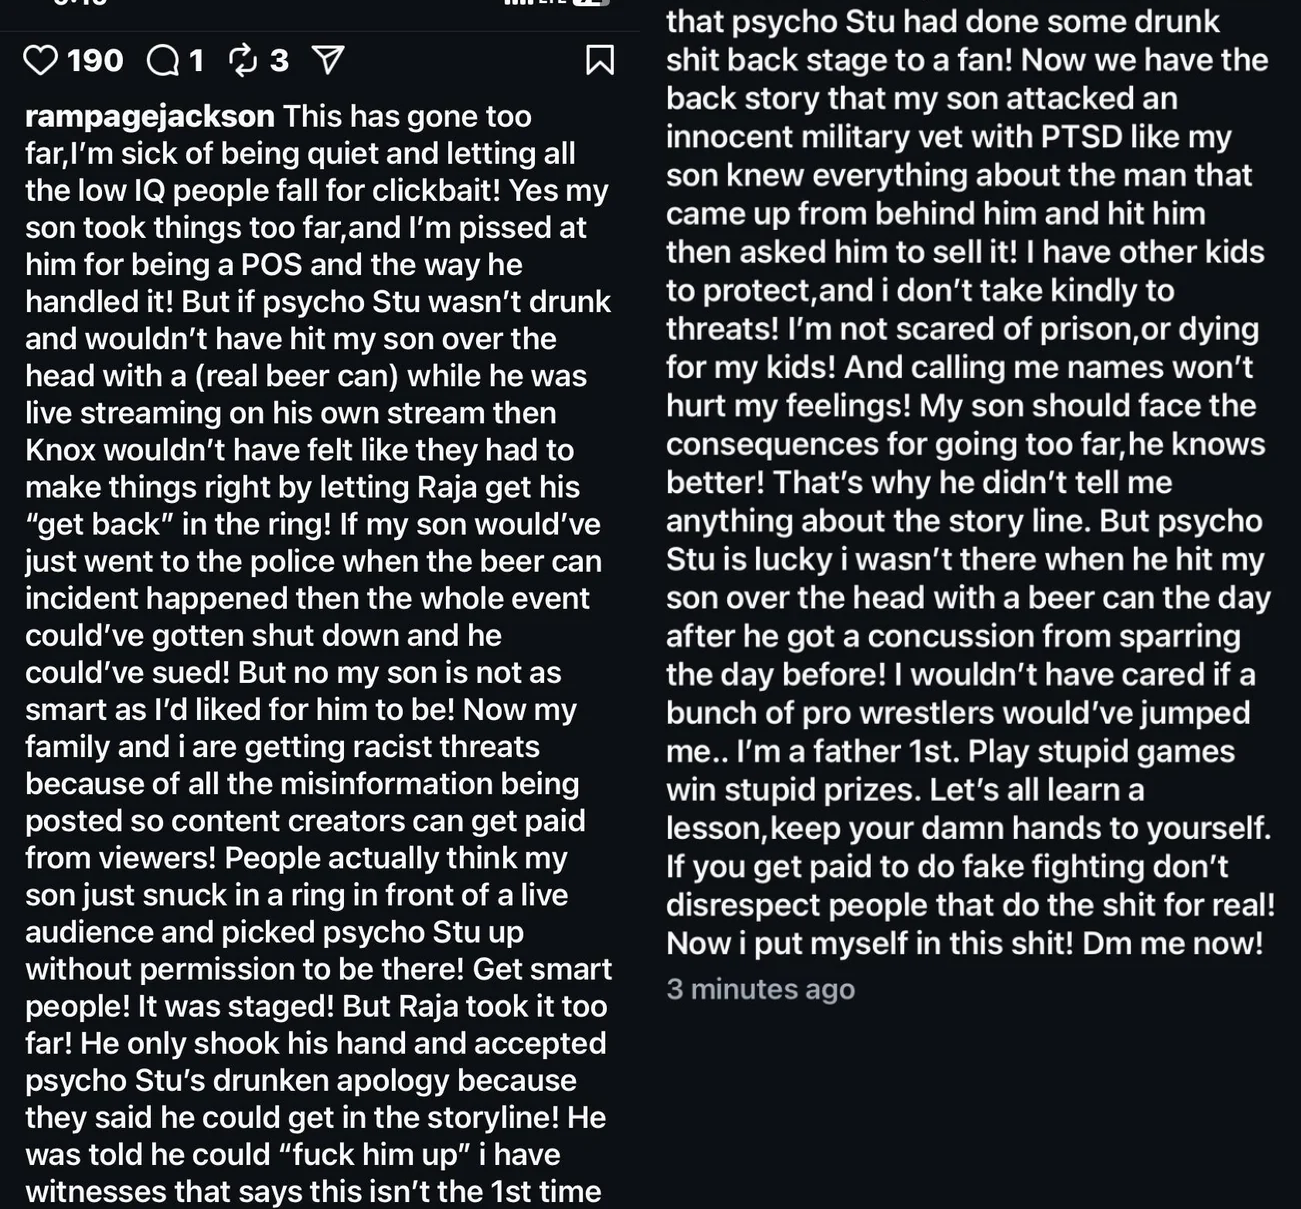 190 1 3
rampagejackson This has gone too
far,I'm sick of being quiet and letting all
the low IQ people fall for clickbait! Yes my
son took things too far,and I'm pissed at
him for being a POS and the way he
handled it! But if psycho Stu wasn't drunk
and wouldn't have hit my son over the
head with a (real beer can) while he was
live streaming on his own stream then
Knox wouldn't have felt like they had to
make things right by letting Raja get his
“get back” in the ring! If my son would've
just went to the police when the beer can
incident happened then the whole event
could've gotten shut down and he
could've sued! But no my son is not as
smart as I'd liked for him to be! Now my
family and i are getting racist threats
because of all the misinformation being
posted so content creators can get paid
from viewers! People actually think my
son just snuck in a ring in front of a live
audience and picked psycho Stu up
without permission to be there! Get smart
people! It was staged! But Raja took it too
far! He only shook his hand and accepted
psycho Stu's drunken apology because
they said he could get in the storyline! He
was told he could “fuck him up” i have
witnesses that says this isn't the 1st time
that psycho Stu had done some drunk
shit back stage to a fan! Now we have the
back story that my son attacked an
innocent military vet with PTSD like my
son knew everything about the man that
came up from behind him and hit him
then asked him to sell it! I have other kids
to protect,and i don't take kindly to
threats! I'm not scared of prison,or dying
for my kids! And calling me names won't
hurt my feelings! My son should face the
consequences for going too far,he knows
better! That's why he didn't tell me
anything about the story line. But psycho
Stu is lucky i wasn't there when he hit my
son over the head with a beer can the day
after he got a concussion from sparring
the day before! I wouldn't have cared if a
bunch of pro wrestlers would've jumped
me.. I'm a father 1st. Play stupid games
win stupid prizes. Let's all learn a
lesson,keep your damn hands to yourself.
If you get paid to do fake fighting don't
disrespect people that do the shit for real!
Now i put myself in this shit! Dm me now!
3 minutes ago